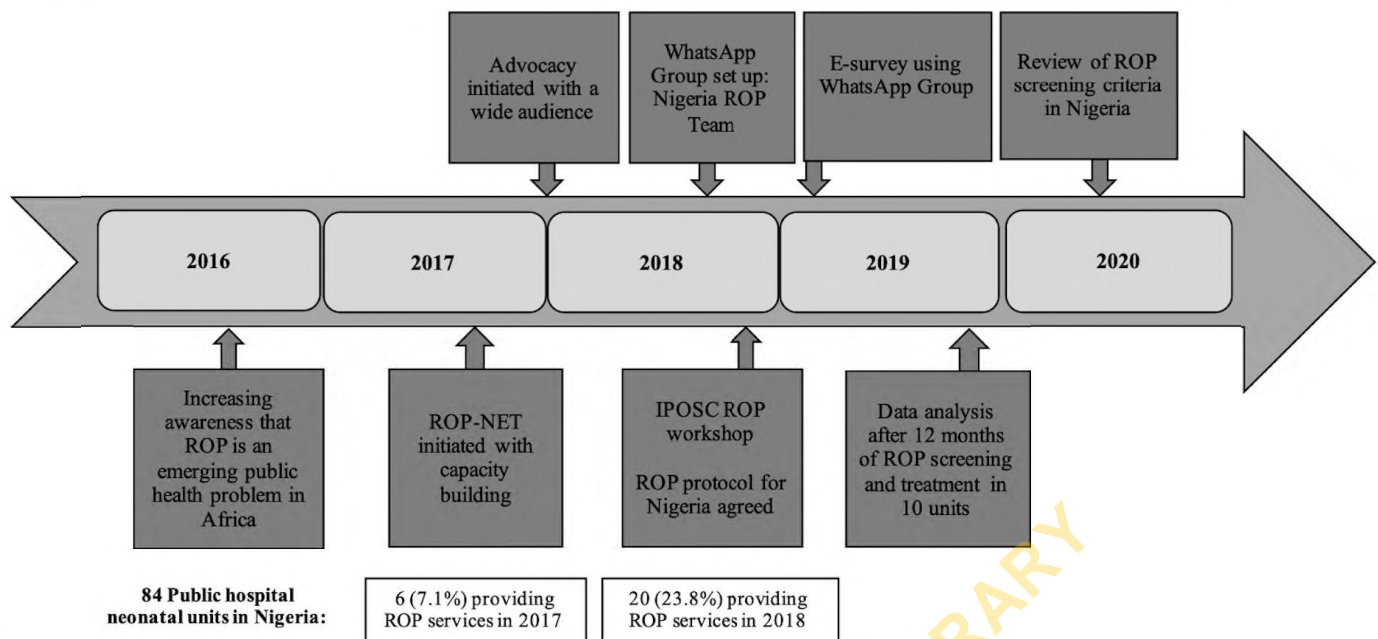 Advocacy
initiated with a
wide audience
WhatsApp
Group set up:
Nigeria ROP
Team
E-survey using
WhatsApp Group
Review of ROP
screening criteria
in Nigeria
2016
2017
2018
2019
2020
Increasing
awareness that
ROP is an
emerging public
health problem in
Africa
ROP-NET
initiated with
capacity
building
IPOSC ROP
workshop
ROP protocol for
Nigeria agreed
Data analysis
after 12 months
of ROP screening
and treatment in
10 units
84 Public hospital
neonatal units in Nigeria:
6 (7.1%) providing
ROP services in 2017
20 (23.8%) providing
ROP services in 2018
RARY